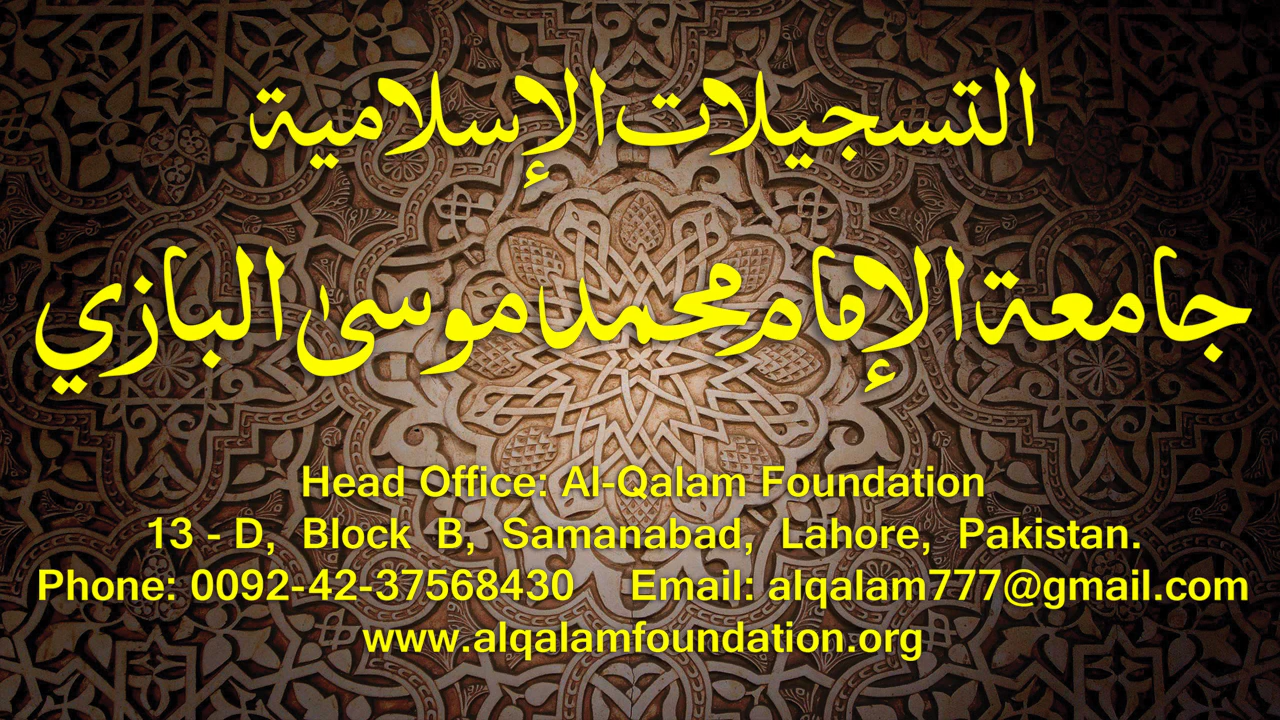 التسجيلات الإسلامية
جامعة الإمام محمد موسى البازي
Head Office: Al-Qalam Foundation
13 - D, Block B, Samanabad, Lahore, Pakistan.
Phone: 0092-42-37568430 Email: alqalam777@gmail.com
www.alqalamfoundation.org